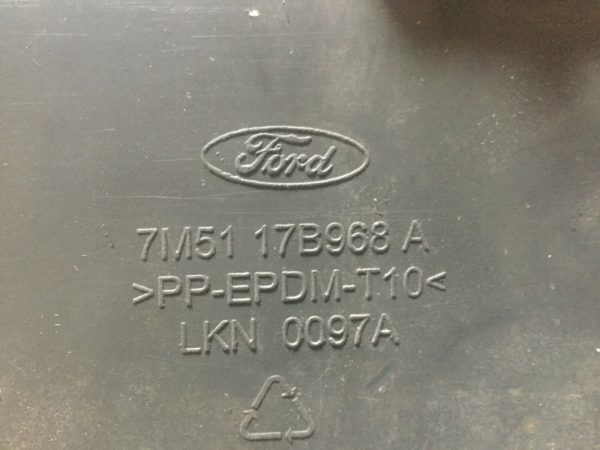 Ford
7M51 17B968 A
>PP-EPDM-T10<
LKN 0097A